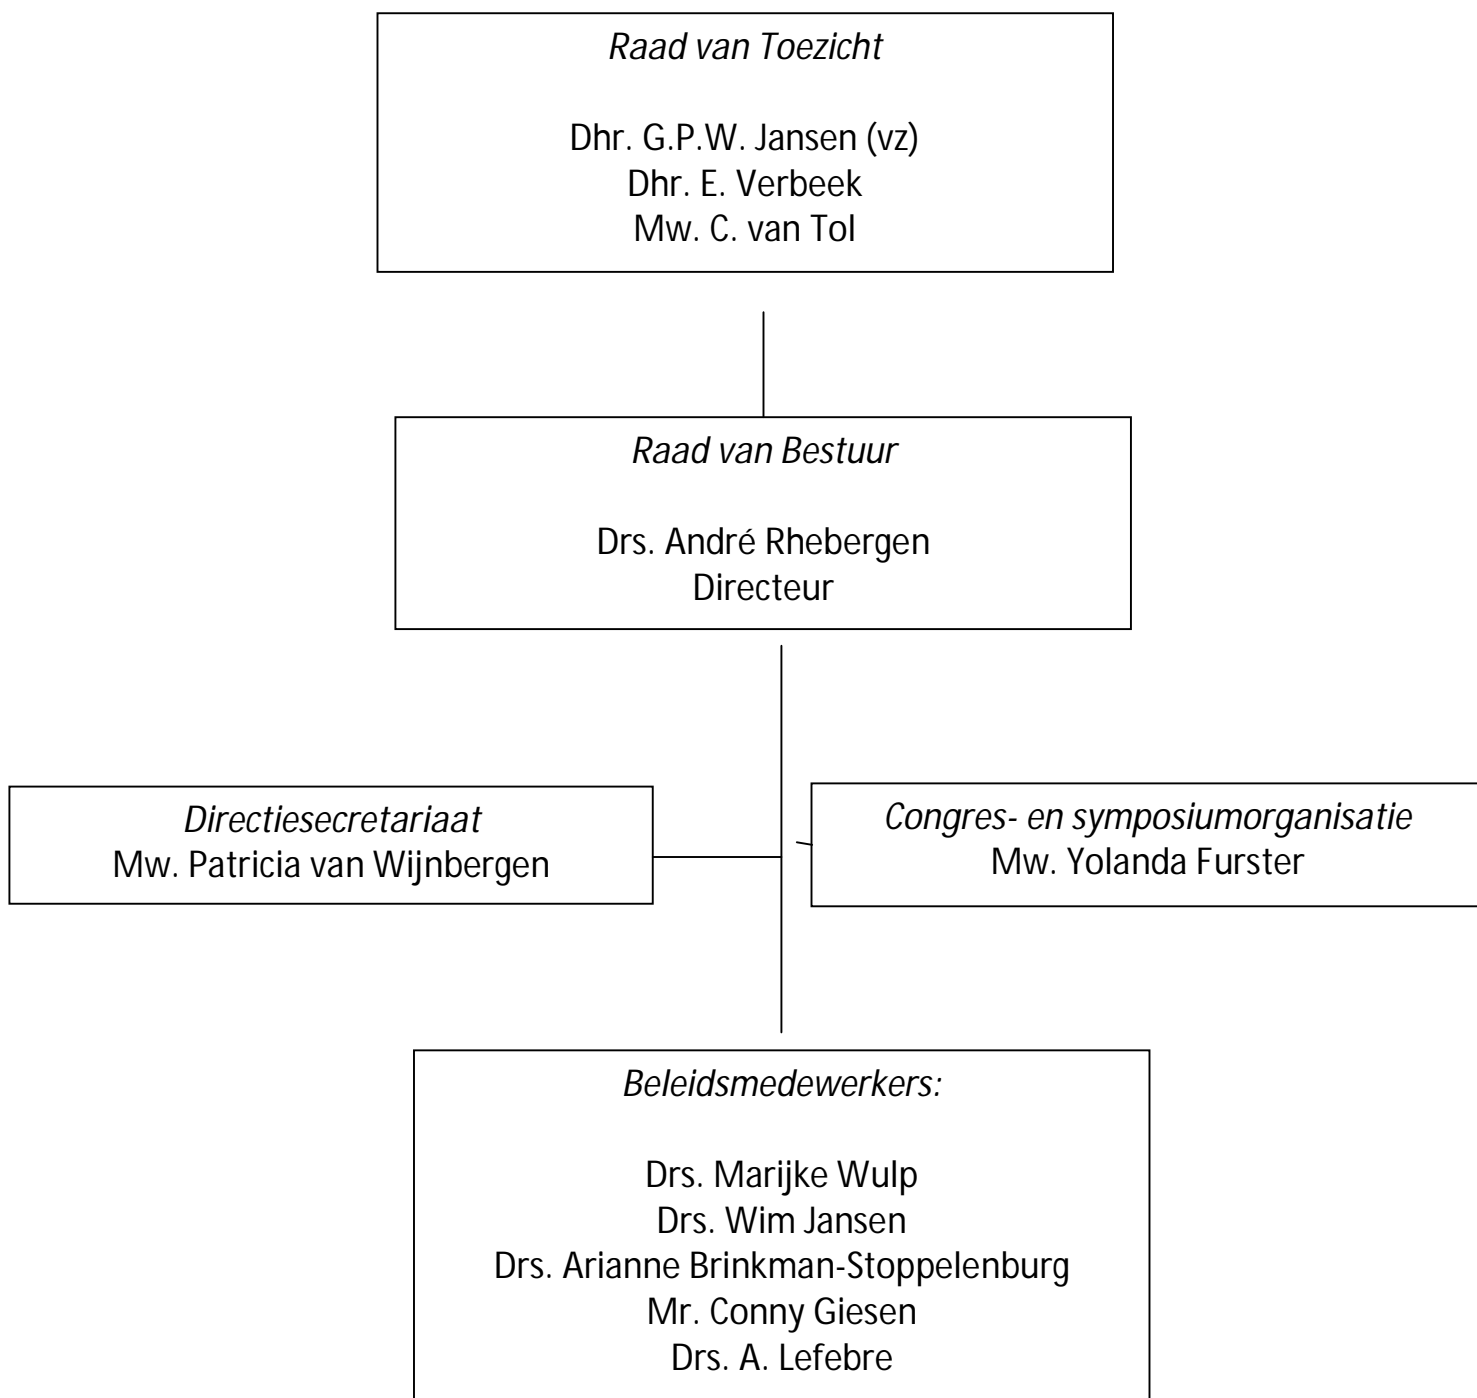 Raad van Toezicht
Dhr. G.P.W. Jansen (vz)
Dhr. E. Verbeek
Mw. C. van Tol
Raad van Bestuur
Drs. André Rhebergen
Directeur
Directiesecretariaat
Mw. Patricia van Wijnbergen
Congres- en symposiumorganisatie
Mw. Yolanda Furster
Beleidsmedewerkers:
Drs. Marijke Wulp
Drs. Wim Jansen
Drs. Arianne Brinkman-Stoppelenburg
Mr. Conny Giesen
Drs. A. Lefebre